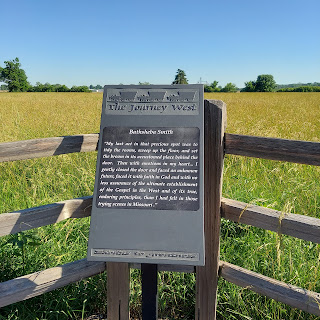 The Journey West
Bathsheba Smith
"My last act in that precious spot was to
tidy the rooms, sweep up the floor, and set
the broom in its accustomed place behind the
door. Then with emotions in my heart... I
gently closed the door and faced an unknown
future, faced it with faith in God and with no
less assurance of the ultimate establishment
of the Gospel in the West and of its true,
enduring principles, than I had felt in those
trying scenes in Missouri."